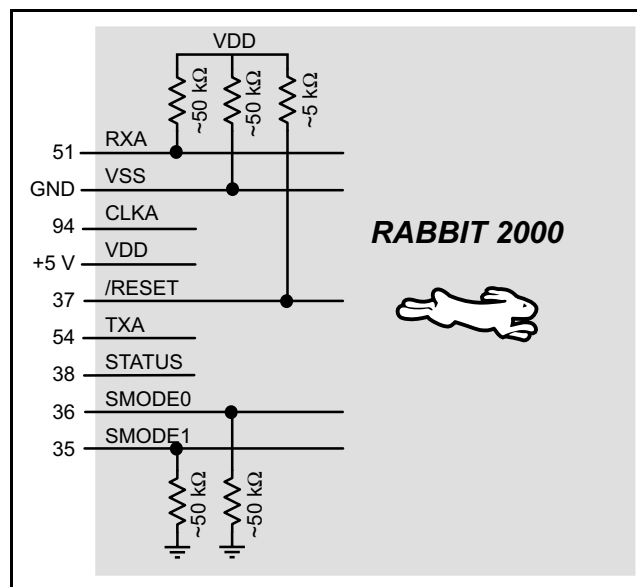 VDD
~50 kΩ
~50 kΩ
~5 kΩ
51 RXA
GND VSS
94 CLKA
+5 V VDD
37 /RESET
54 TXA
38 STATUS
36 SMODE0
35 SMODE1
~50 kΩ
~50 kΩ
RABBIT 2000